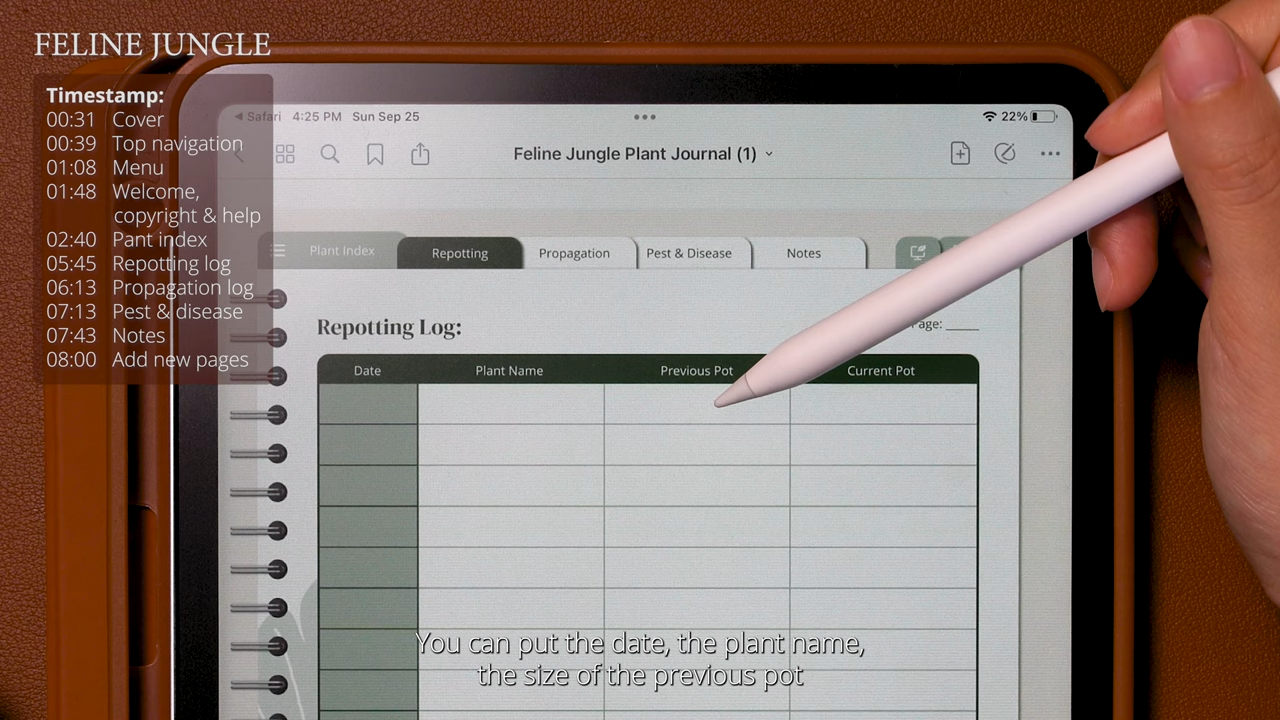 FELINE JUNGLE
Timestamp:
00:31 Cover
00:39 Top navigation
01:08 Menu
01:48 Welcome,
copyright & help
02:40 Pant index
05:45 Repotting log
06:13 Propagation log
07:13 Pest & disease
07:43 Notes
08:00 Add new pages
Safari 4:25 PM Sun Sep 25
22%
Feline Jungle Plant Journal (1)
Plant Index Repotting Propagation Pest & Disease Notes
Repotting Log: Page: ____
Date Plant Name Previous Pot Current Pot
You can put the date, the plant name,
the size of the previous pot